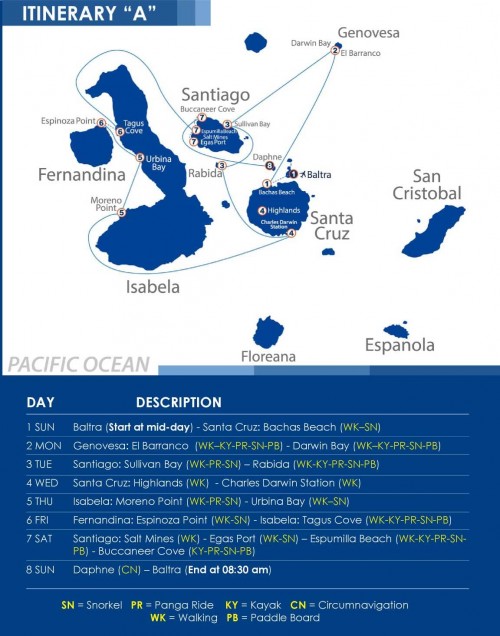 ITINERARY “A”
Genovesa
Darwin Bay
2
El Barranco
Santiago
Buccaneer Cove
7
3
Sullivan Bay
Espumilla Beach
7
Salt Mines
7
Egas Port
Espinoza Point
6
6
Tagus
Cove
Fernandina
5
Urbina
Bay
Rabida
3
Daphne
8
1
Baltra
1
Bachas Beach
Moreno
Point
5
4
Highlands
Charles Darwin
Station
4
Santa
Cruz
San
Cristobal
Isabela
Floreana
Espanola
PACIFIC OCEAN
DAY DESCRIPTION
1 SUN Baltra (Start at mid-day) - Santa Cruz: Bachas Beach (WK–SN)
2 MON Genovesa: El Barranco (WK–KY-PR-SN-PB) - Darwin Bay (WK–KY-PR-SN-PB)
3 TUE Santiago: Sullivan Bay (WK-PR-SN) – Rabida (WK-KY-PR-SN-PB)
4 WED Santa Cruz: Highlands (WK) - Charles Darwin Station (WK)
5 THU Isabela: Moreno Point (WK-PR-SN) - Urbina Bay (WK–SN)
6 FRI Fernandina: Espinoza Point (WK-SN) - Isabela: Tagus Cove (WK-KY-PR-SN-PB)
7 SAT Santiago: Salt Mines (WK) - Egas Port (WK-SN) – Espumilla Beach (WK-KY-PR-SN-
PB) - Buccaneer Cove (KY-PR-SN-PB)
8 SUN Daphne (CN) – Baltra (End at 08:30 am)
SN = Snorkel PR = Panga Ride KY = Kayak CN = Circumnavigation
WK = Walking PB = Paddle Board